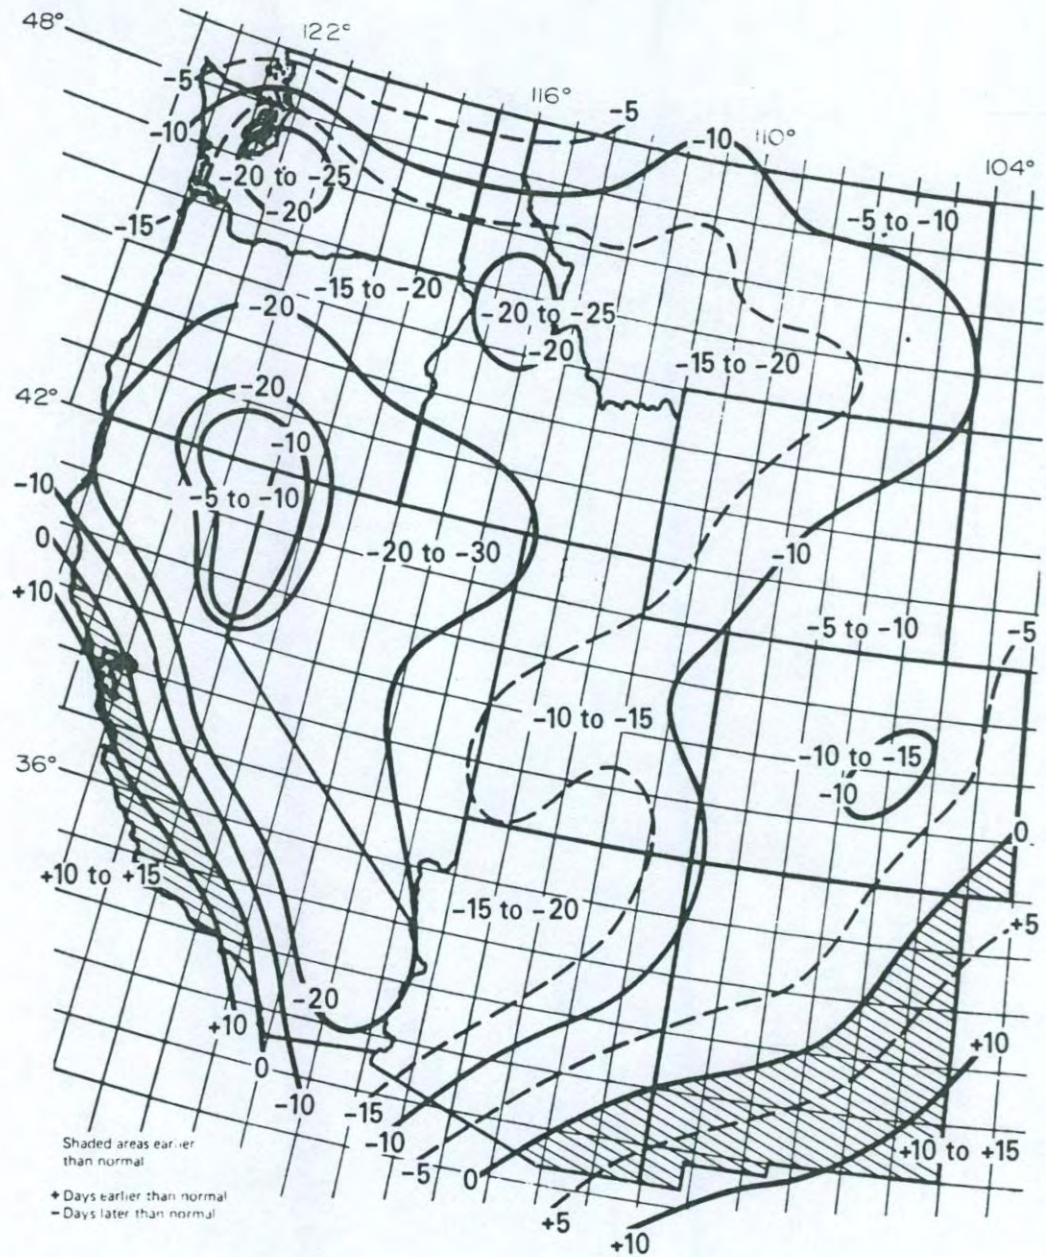 48°
122°
-5
116°
-5
-10
-10
110°
104°
-20 to -25
-20
-5 to -10
-15
-15 to -20
-20
-20 to -25
-20
-15 to -20
42°
-20
-10
-10
-5 to -10
0
-20 to -30
-10
+10
-5 to -10
-5
-10 to -15
-10 to -15
-10
36°
0
+10 to +15
-15 to -20
+5
-20
+10
+10
0
-10
-15
-10
-5
0
+10 to +15
+5
+10
Shaded areas earlier
than normal
+ Days earlier than normal
- Days later than normal